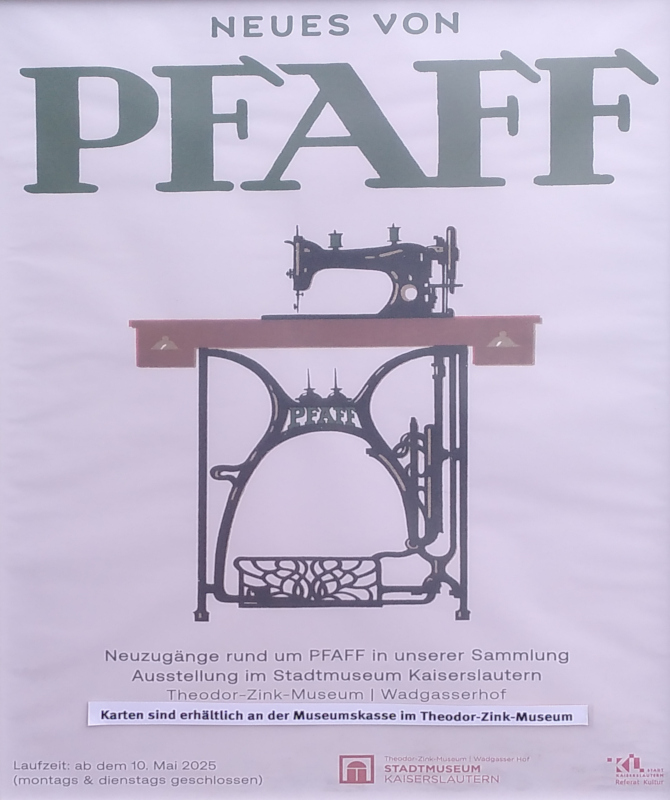 NEUES VON
PFAFF
PFAFF
Neuzugänge rund um PFAFF in unserer Sammlung
Ausstellung im Stadtmuseum Kaiserslautern
Theodor-Zink-Museum | Wadgasserhof
Karten sind erhältlich an der Museumskasse im Theodor-Zink-Museum
Laufzeit: ab dem 10. Mai 2025
(montags & dienstags geschlossen)
Theodor-Zink-Museum | Wadgasser Hof
STADTMUSEUM
KAISERSLAUTERN
KL STADT
KAISERSLAUTERN
Referat Kultur